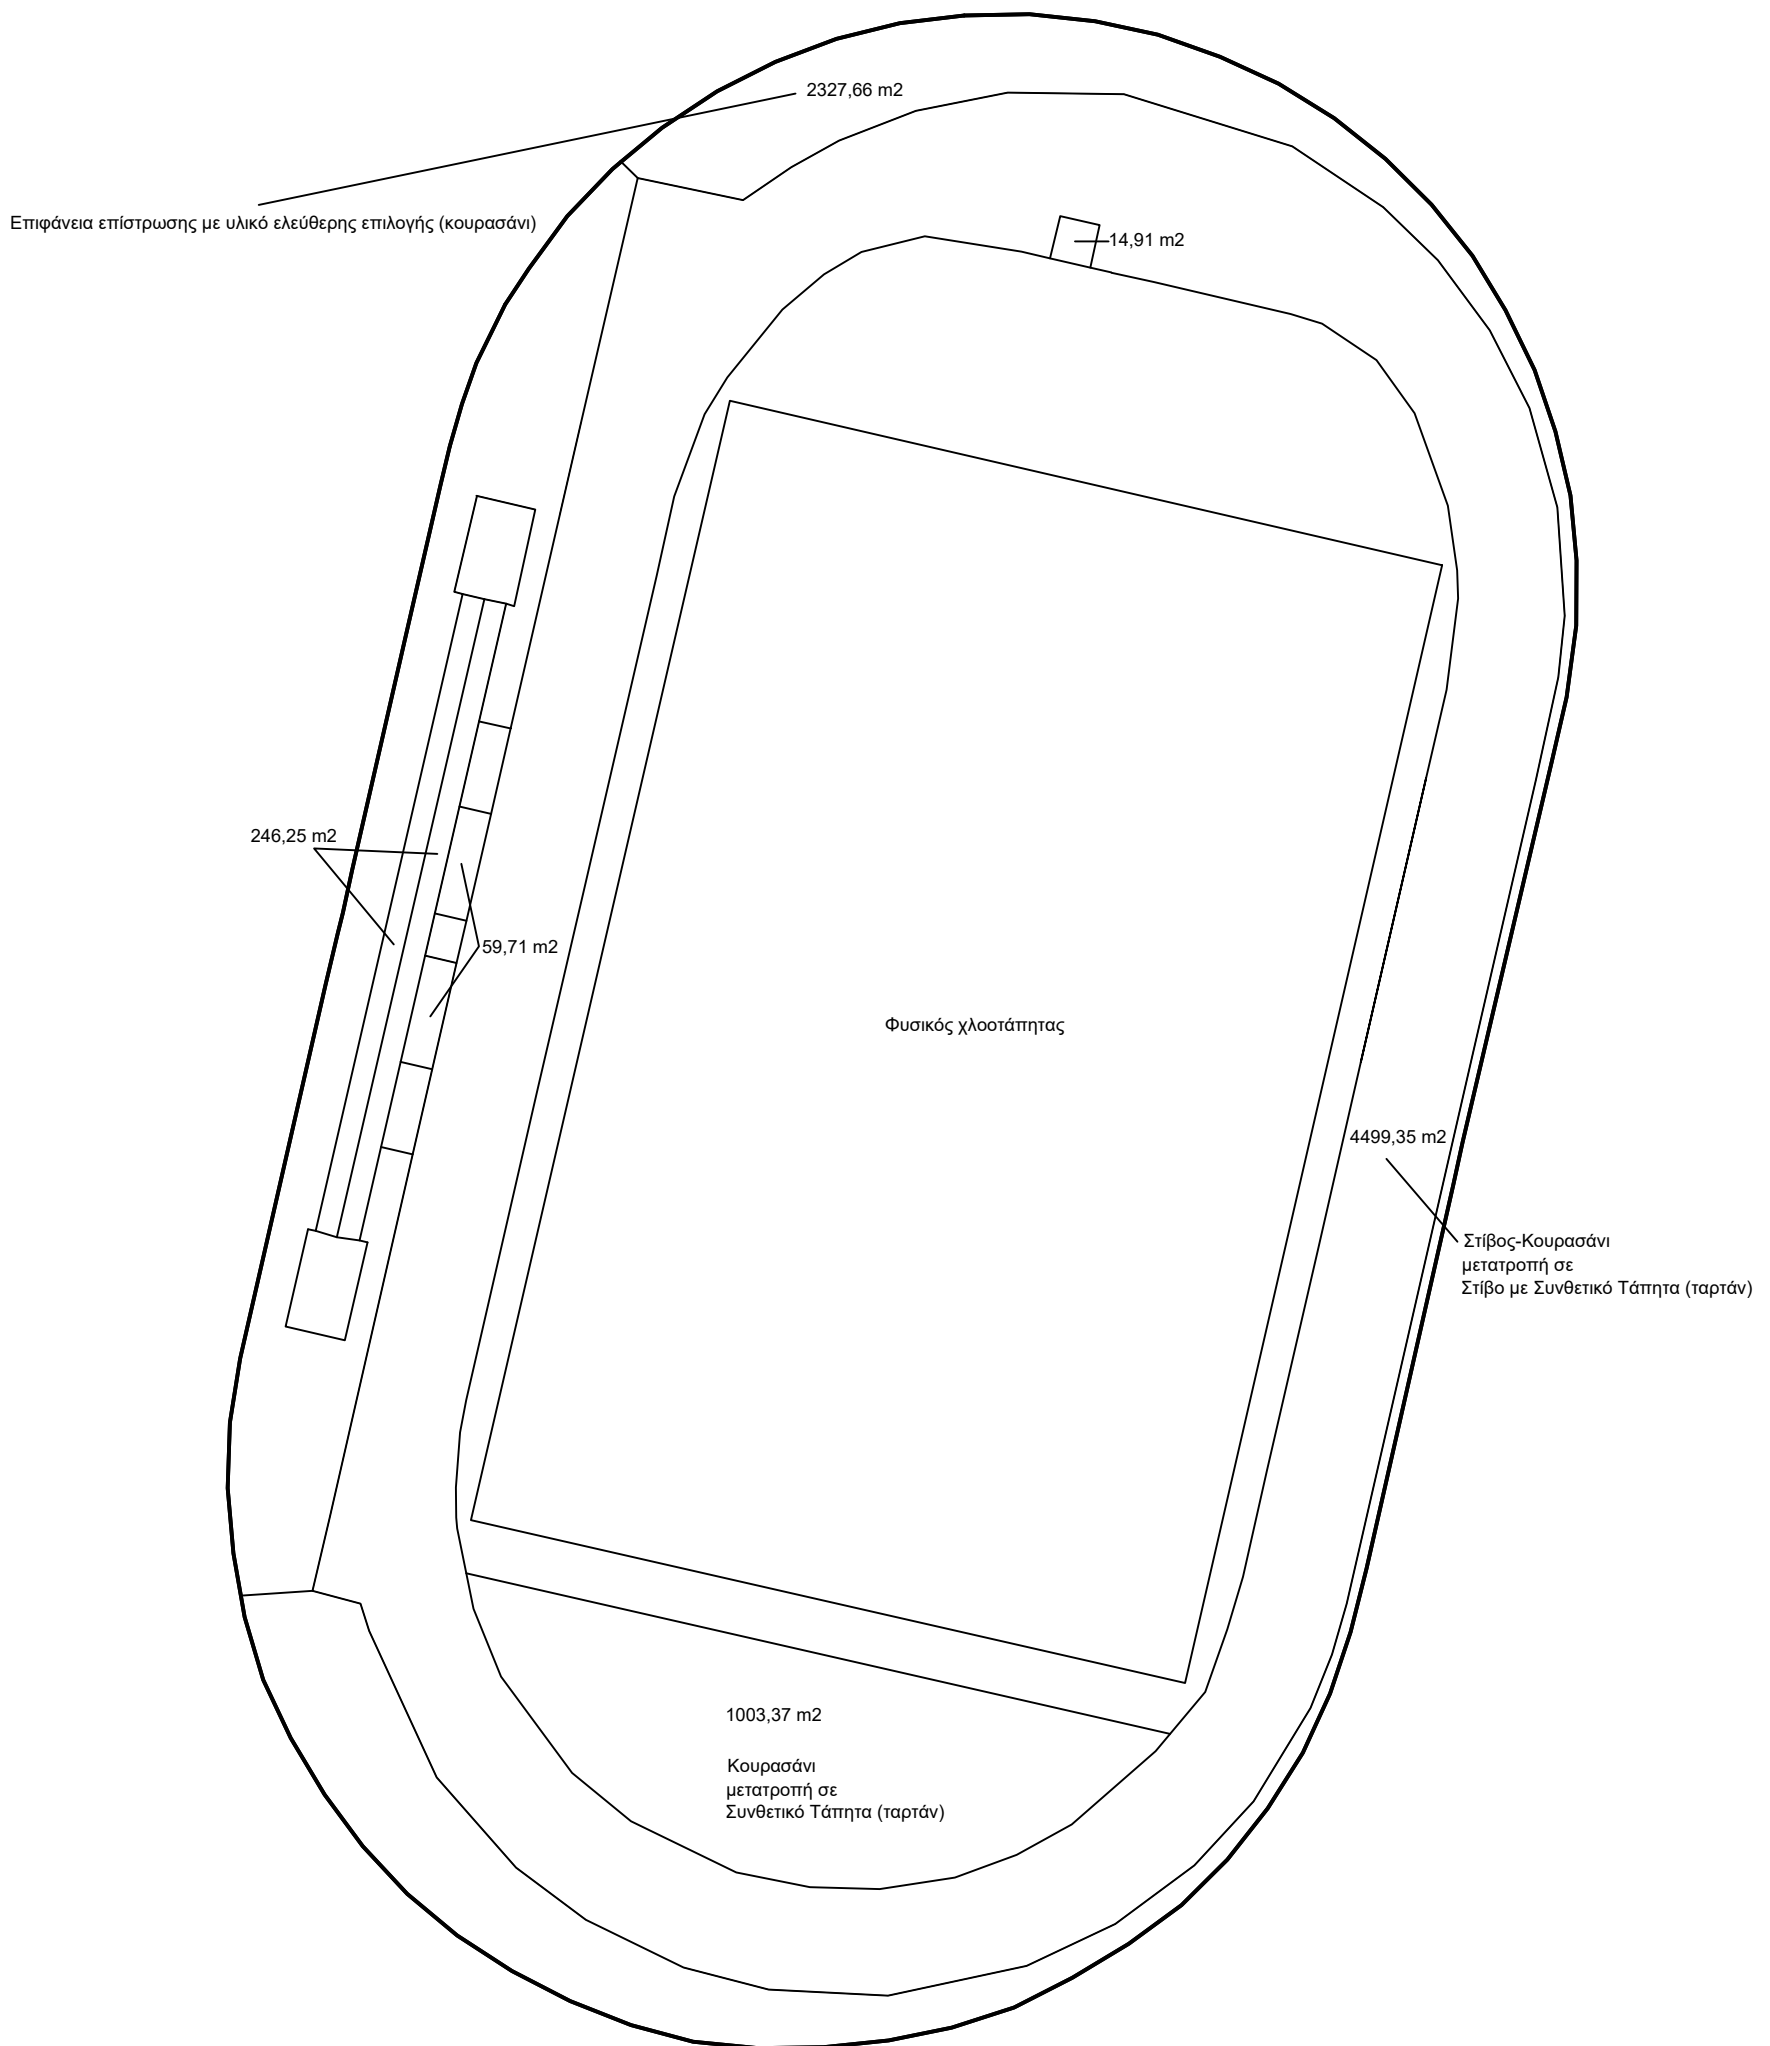 2327,66 m2
Επιφάνεια επίστρωσης με υλικό ελεύθερης επιλογής (κουρασάνι)
14,91 m2
246,25 m2
59,71 m2
Φυσικός χλοοτάπητας
4499,35 m2
Στίβος-Κουρασάνι
μετατροπή σε
Στίβο με Συνθετικό Τάπητα (ταρτάν)
1003,37 m2
Κουρασάνι
μετατροπή σε
Συνθετικό Τάπητα (ταρτάν)